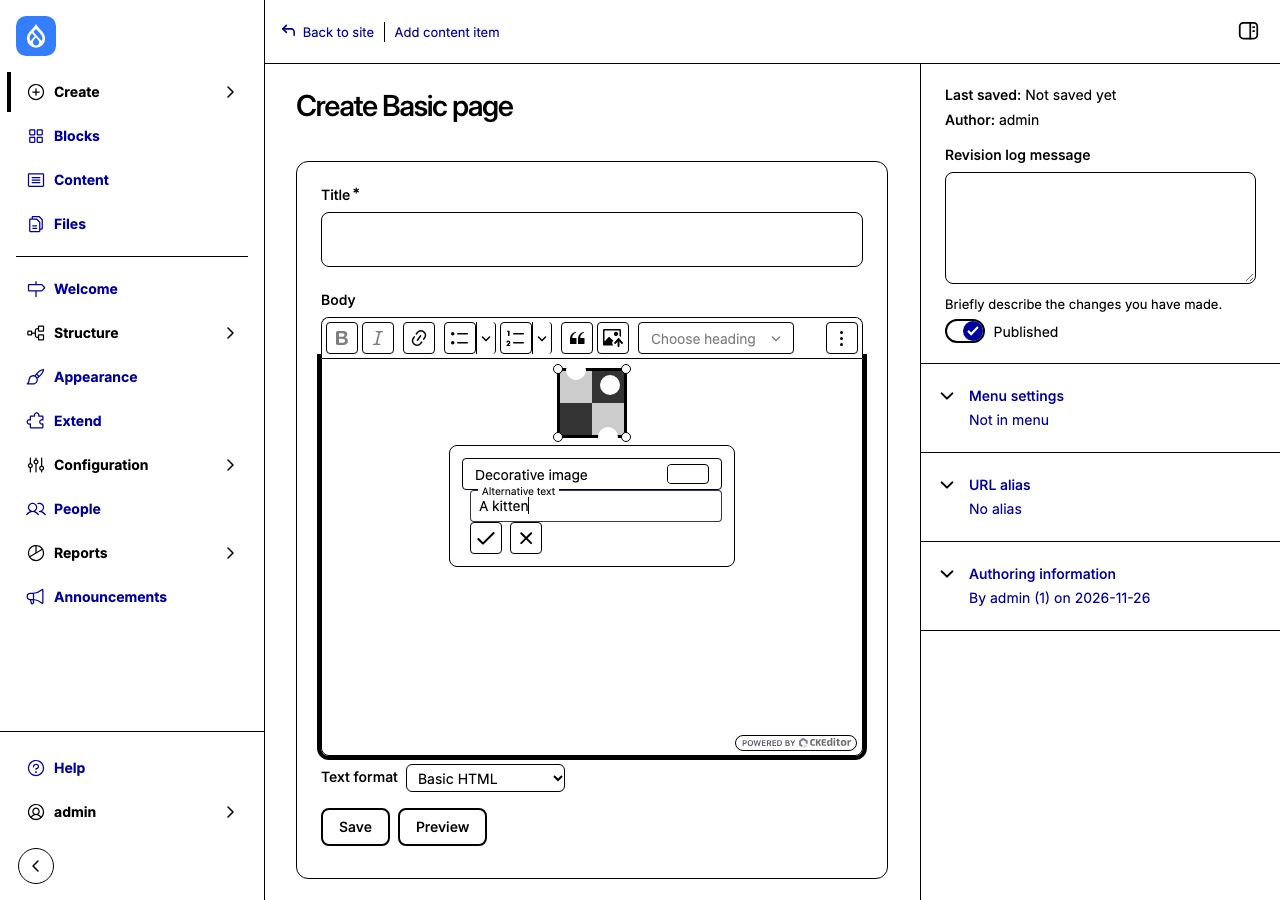 Create
Blocks
Content
Files
Welcome
Structure
Appearance
Extend
Configuration
People
Reports
Announcements
Help
admin
Back to site
Add content item
Create Basic page
Title *
Body
B I
Choose heading
Decorative image
Alternative text
A kitten
POWERED BY CKEditor
Text format
Basic HTML
Save
Preview
Last saved: Not saved yet
Author: admin
Revision log message
Briefly describe the changes you have made.
Published
Menu settings
Not in menu
URL alias
No alias
Authoring information
By admin (1) on 2026-11-26